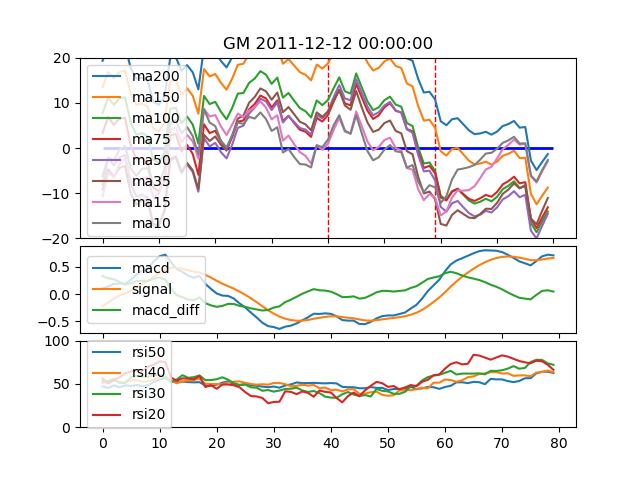 GM 2011-12-12 00:00:00
20
10
0
−10
−20
ma200
ma150
ma100
ma75
ma50
ma35
ma15
ma10
0.5
0.0
−0.5
macd
signal
macd_diff
100
50
0
rsi50
rsi40
rsi30
rsi20
0 10 20 30 40 50 60 70 80